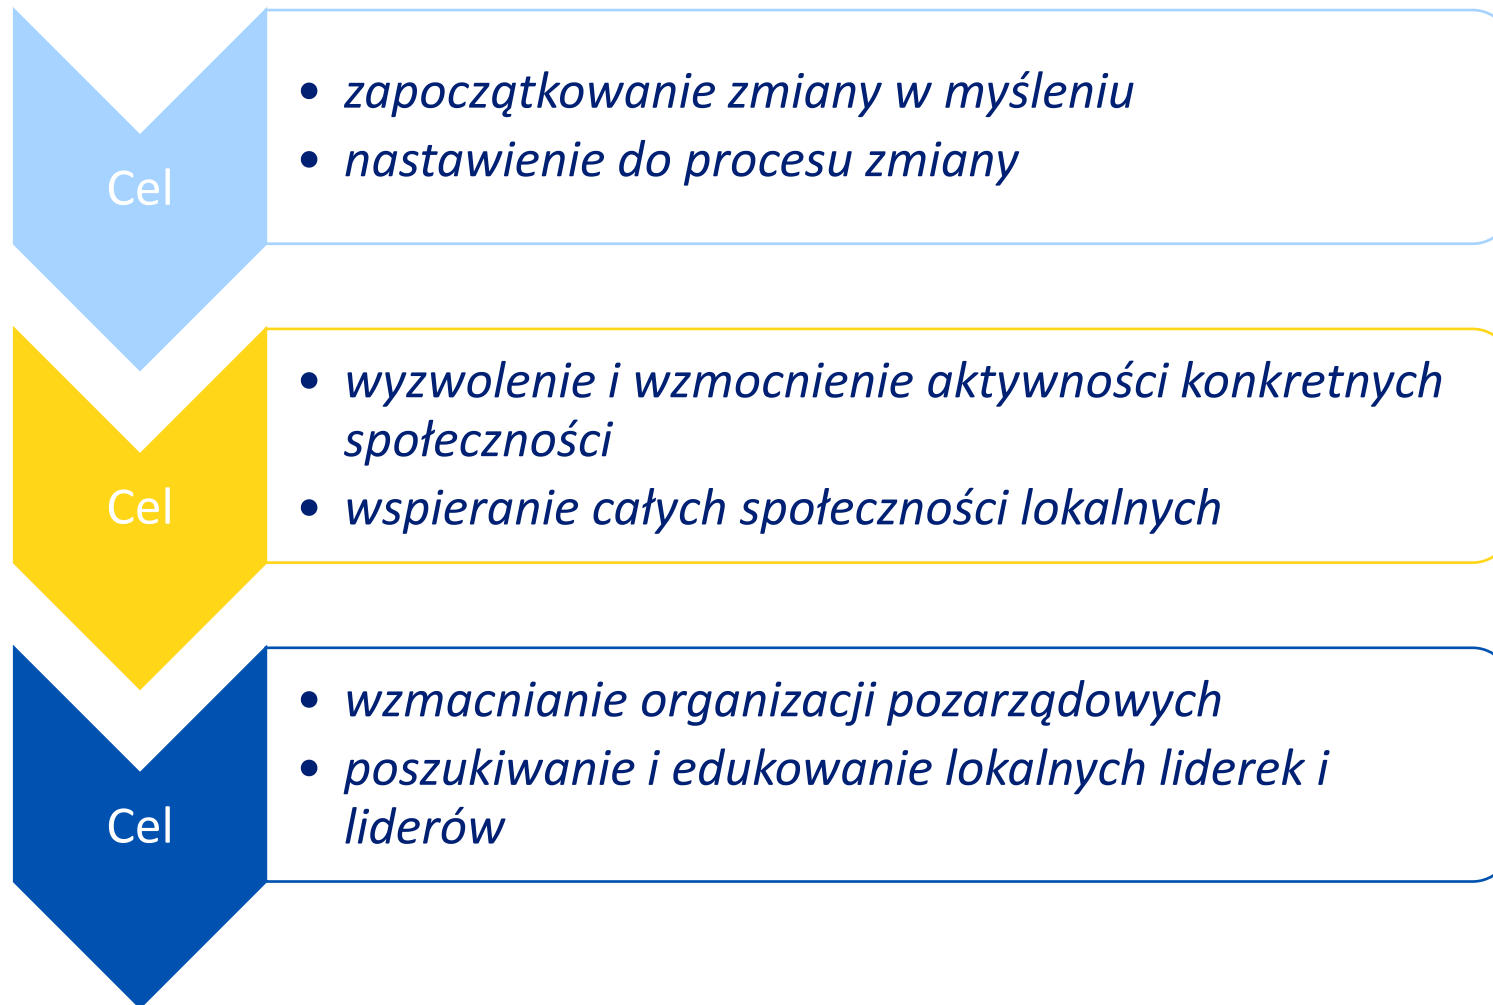 Cel
• zapoczątkowanie zmiany w myśleniu
• nastawienie do procesu zmiany
Cel
• wyzwolenie i wzmocnienie aktywności konkretnych
społeczności
• wspieranie całych społeczności lokalnych
Cel
• wzmacnianie organizacji pozarządowych
• poszukiwanie i edukowanie lokalnych liderek i
liderów